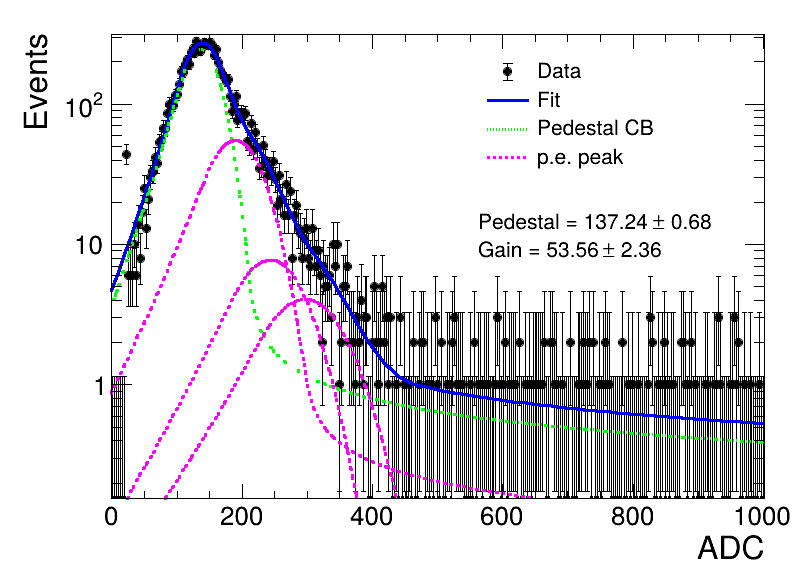 Events
10²
10
1
Data
Fit
Pedestal CB
p.e. peak
Pedestal = 137.24 ± 0.68
Gain = 53.56 ± 2.36
0 200 400 600 800 1000
ADC